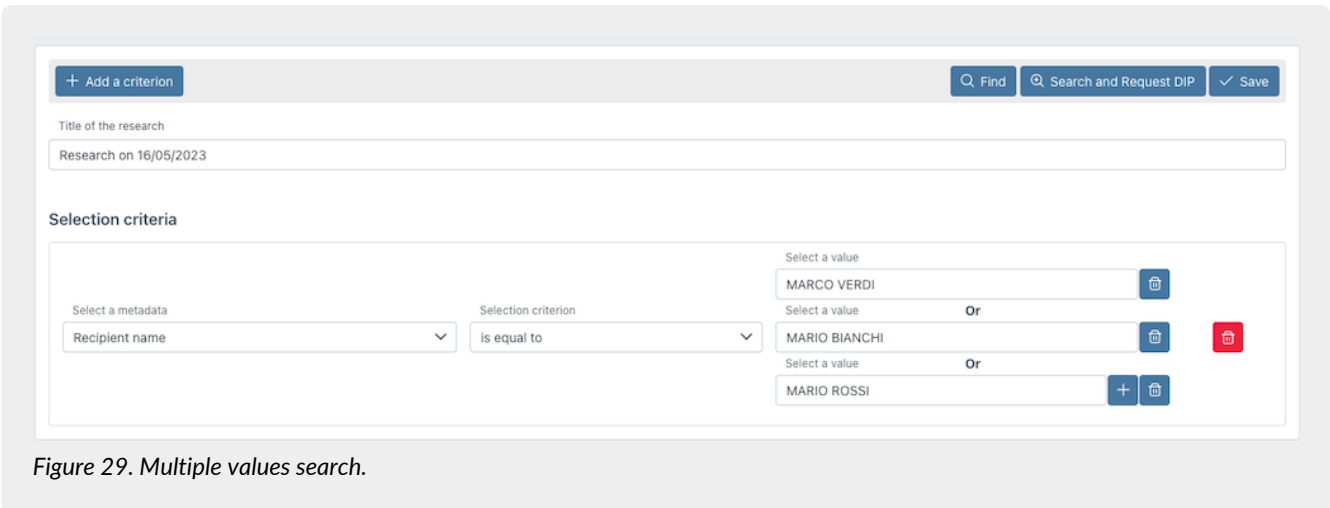 + Add a criterion Find Search and Request DIP Save
Title of the research
Research on 16/05/2023
Selection criteria
Select a value
MARCO VERDI
Select a metadata Selection criterion Select a value Or
Recipient name is equal to MARIO BIANCHI
Select a value Or
MARIO ROSSI +
Figure 29. Multiple values search.